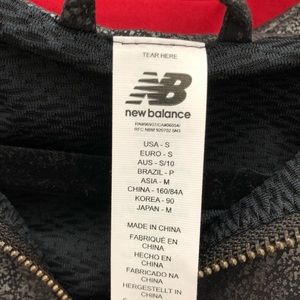 TEAR HERE
NB
new balance
USA - S
EURO - S
AUS - S/10
BRAZIL - P
ASIA - M
CHINA - 160/84A
KOREA - 90
JAPAN - M
MADE IN CHINA
FABRIQUÉ EN
CHINE
HECHO EN
CHINA
FABRICADO NA
CHINA
HERGESTELLT IN